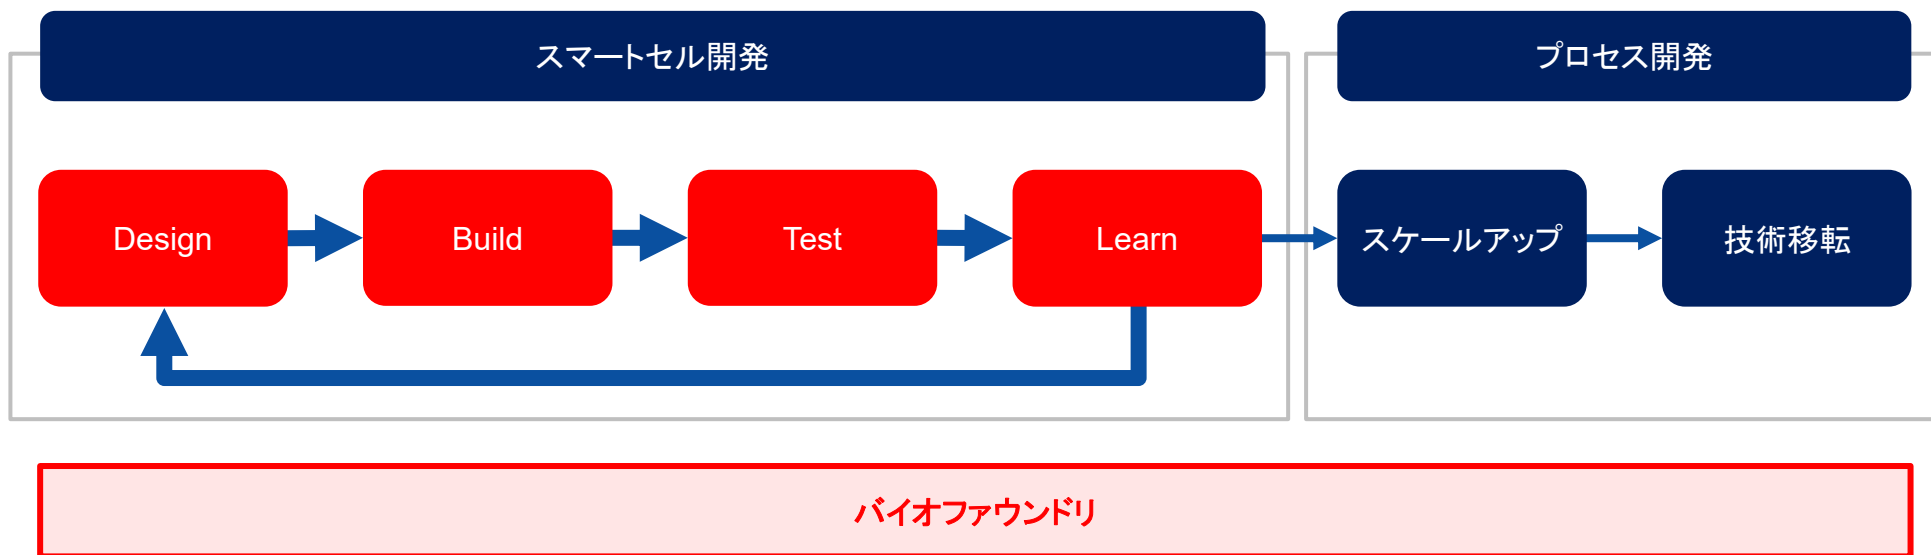 スマートセル開発
プロセス開発
Design
Build
Test
Learn
スケールアップ
技術移転
バイオファウンドリ